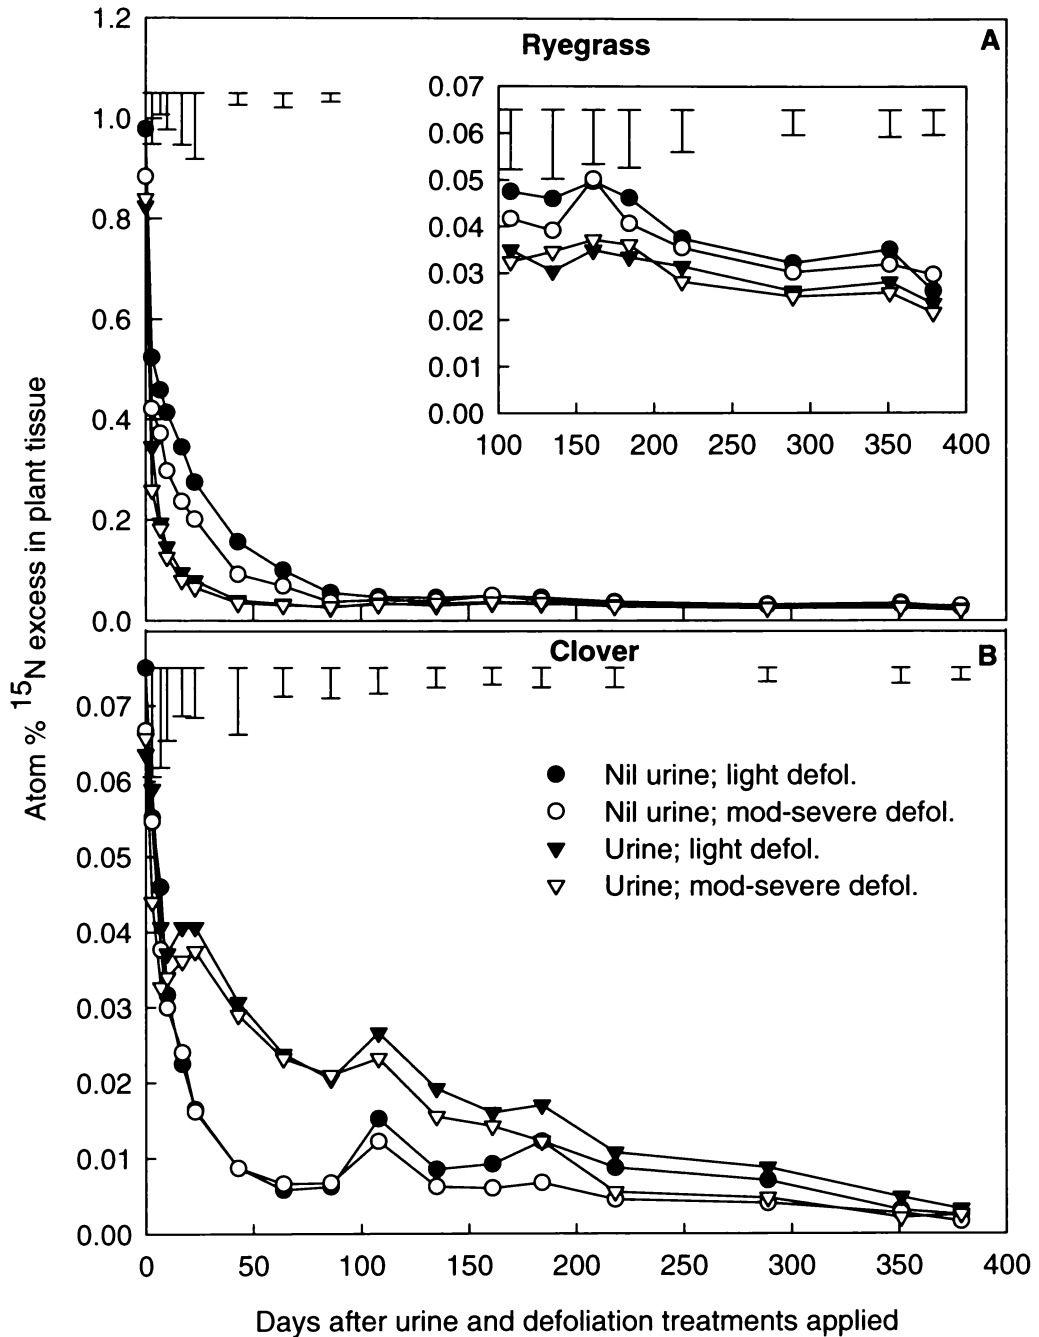 1.2
Ryegrass
A
1.0
0.8
0.6
0.4
0.2
0.0
0.07
0.06
0.05
0.04
0.03
0.02
0.01
0.00
100 150 200 250 300 350 400
Atom % 15N excess in plant tissue
Clover
B
0.07
0.06
0.05
0.04
0.03
0.02
0.01
0.00
Nil urine; light defol.
Nil urine; mod-severe defol.
Urine; light defol.
Urine; mod-severe defol.
0 50 100 150 200 250 300 350 400
Days after urine and defoliation treatments applied